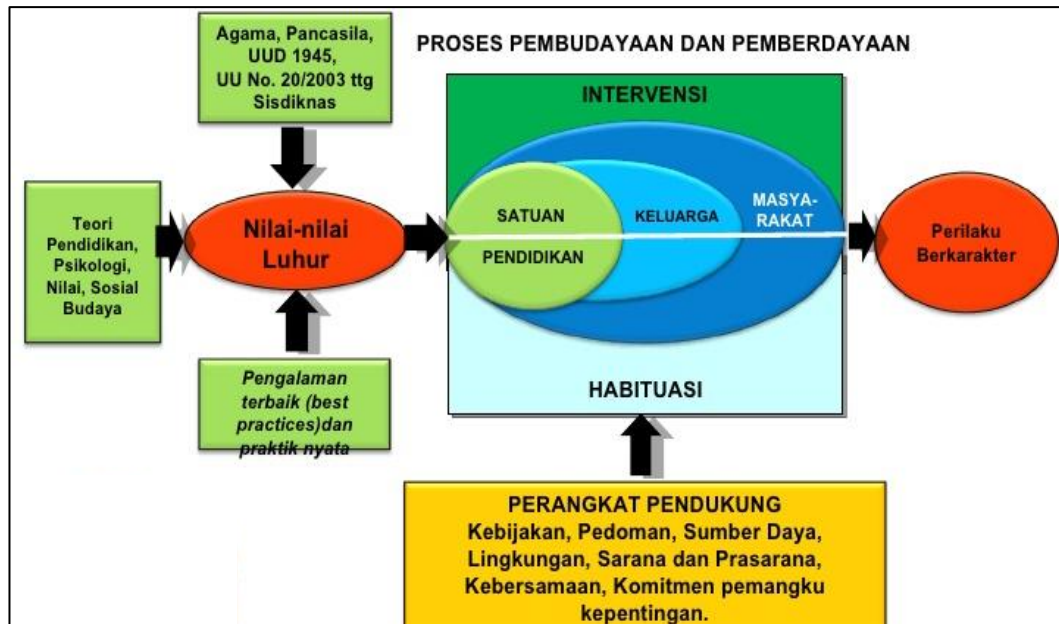 Agama, Pancasila,
UUD 1945,
UU No. 20/2003 ttg
Sisdiknas
PROSES PEMBUDAYAAN DAN PEMBERDAYAAN
INTERVENSI
Teori
Pendidikan,
Psikologi,
Nilai, Sosial
Budaya
Nilai-nilai
Luhur
SATUAN
PENDIDIKAN
KELUARGA
MASYA-
RAKAT
Perilaku
Berkarakter
Pengalaman
terbaik (best
practices)dan
praktik nyata
HABITUASI
PERANGKAT PENDUKUNG
Kebijakan, Pedoman, Sumber Daya,
Lingkungan, Sarana dan Prasarana,
Kebersamaan, Komitmen pemangku
kepentingan.